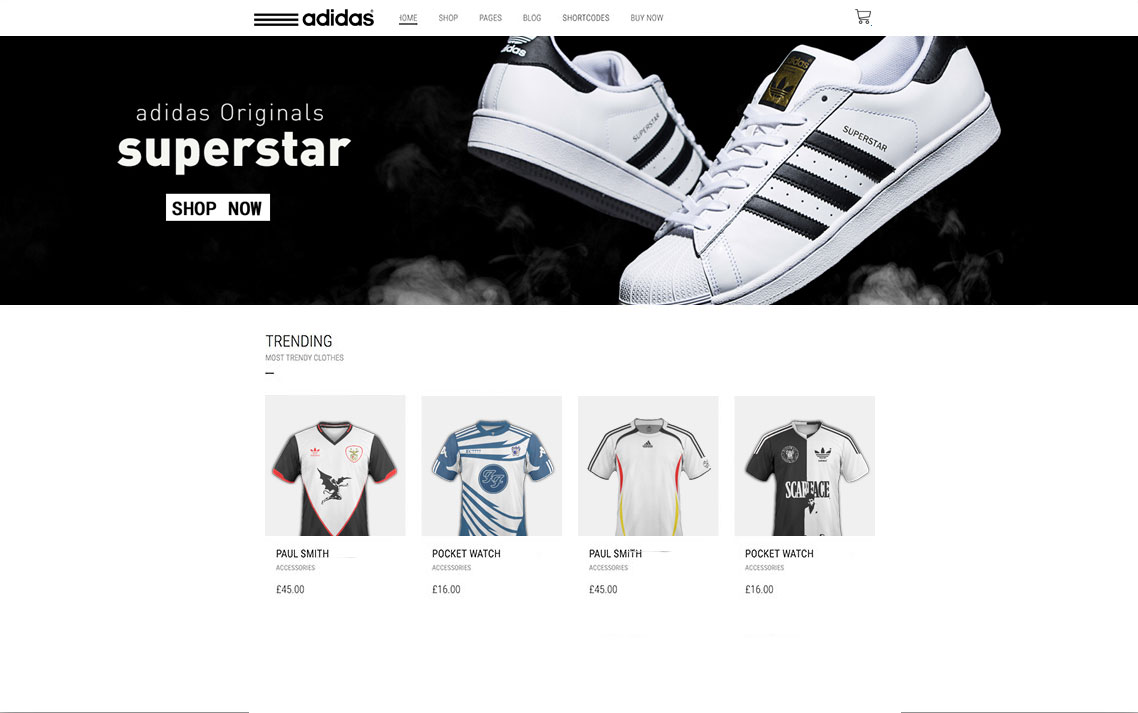 adidas
HOME SHOP PAGES BLOG SHORTCODES BUY NOW
adidas Originals
superstar
SHOP NOW
adidas
adidas
SUPERSTAR
SUPERSTAR
TRENDING
MOST TRENDY CLOTHES
SCARFACE
PAUL SMITH
POCKET WATCH
PAUL SMITH
POCKET WATCH
ACCESSORIES
ACCESSORIES
ACCESSORIES
ACCESSORIES
£45.00
£16.00
£45.00
£16.00